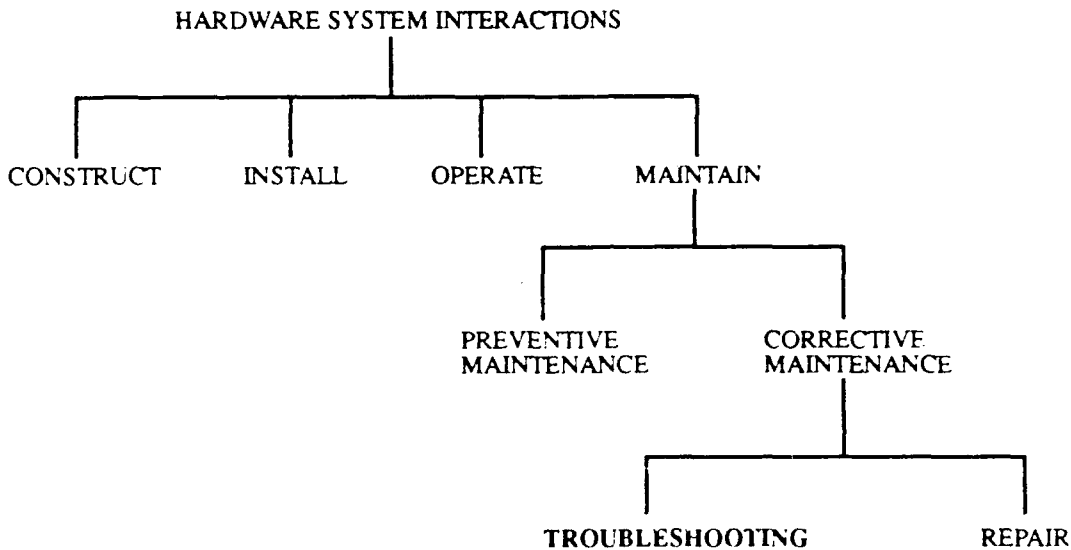 HARDWARE SYSTEM INTERACTIONS
CONSTRUCT INSTALL OPERATE MAINTAIN
PREVENTIVE
MAINTENANCE
CORRECTIVE
MAINTENANCE
TROUBLESHOOTING REPAIR